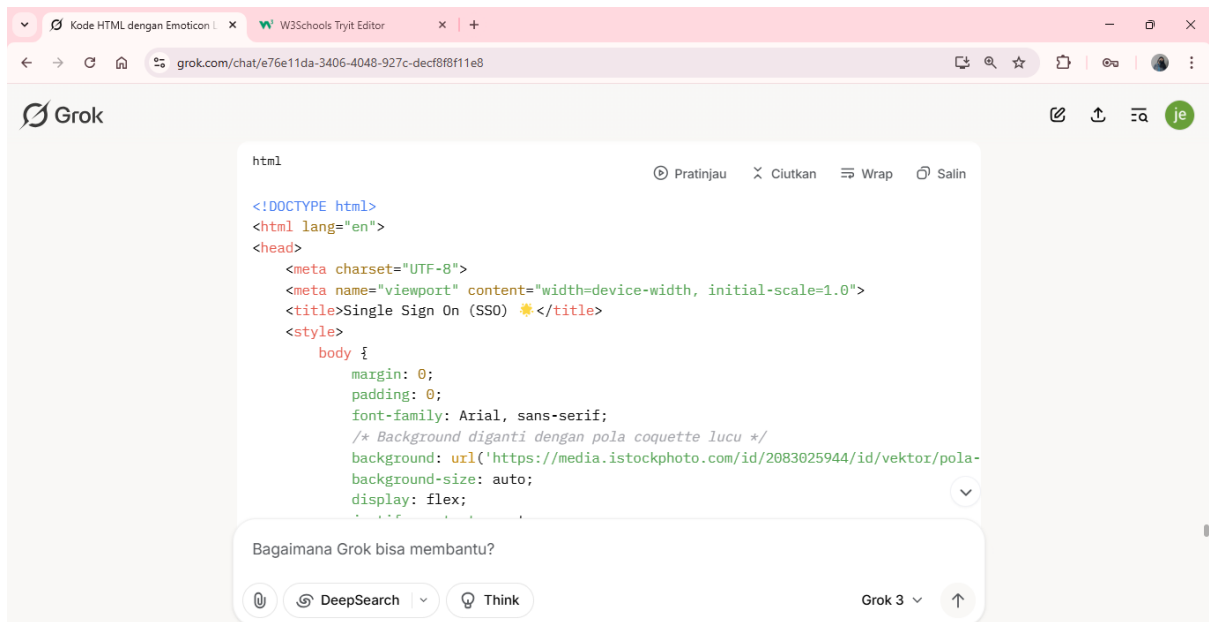 Kode HTML dengan Emoticon
W3Schools Tryit Editor
grok.com/chat/e76e11da-3406-4048-927c-decf8f8f11e8
Grok
je
html
Pratinjau Ciutkan Wrap Salin
<!DOCTYPE html>
<html lang="en">
<head>
<meta charset="UTF-8">
<meta name="viewport" content="width=device-width, initial-scale=1.0">
<title>Single Sign On (SSO) 🌟</title>
<style>
body {
margin: 0;
padding: 0;
font-family: Arial, sans-serif;
/* Background diganti dengan pola coquette lucu */
background: url('https://media.istockphoto.com/id/2083025944/id/vektor/pola-
background-size: auto;
display: flex;
Bagaimana Grok bisa membantu?
DeepSearch Think Grok 3